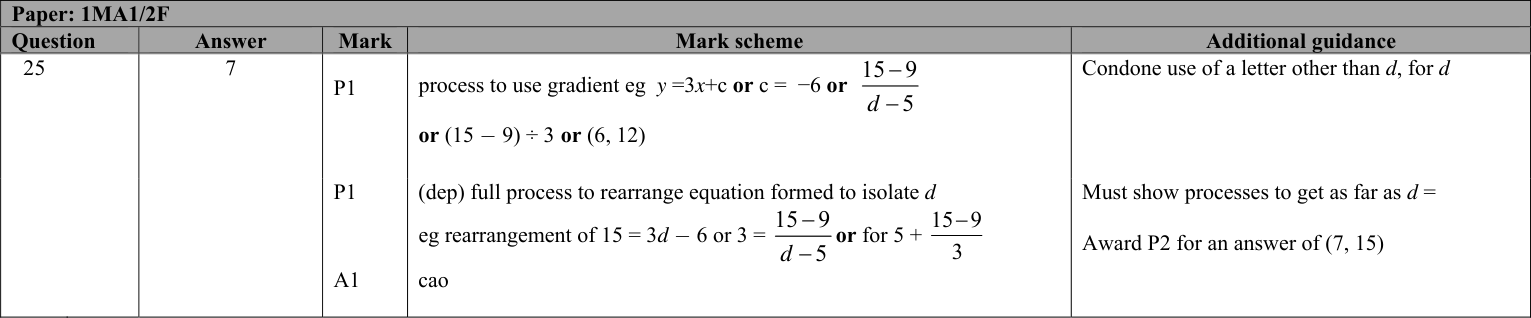 Paper: 1MA1/2F
Question Answer Mark Mark scheme Additional guidance
25 7 P1 process to use gradient eg y =3x+c or c = −6 or (15−9)/(d−5) Condone use of a letter other than d, for d
or (15 − 9) ÷ 3 or (6, 12)
P1 (dep) full process to rearrange equation formed to isolate d Must show processes to get as far as d =
eg rearrangement of 15 = 3d − 6 or 3 = (15−9)/(d−5) or for 5 + (15−9)/3 Award P2 for an answer of (7, 15)
A1 cao